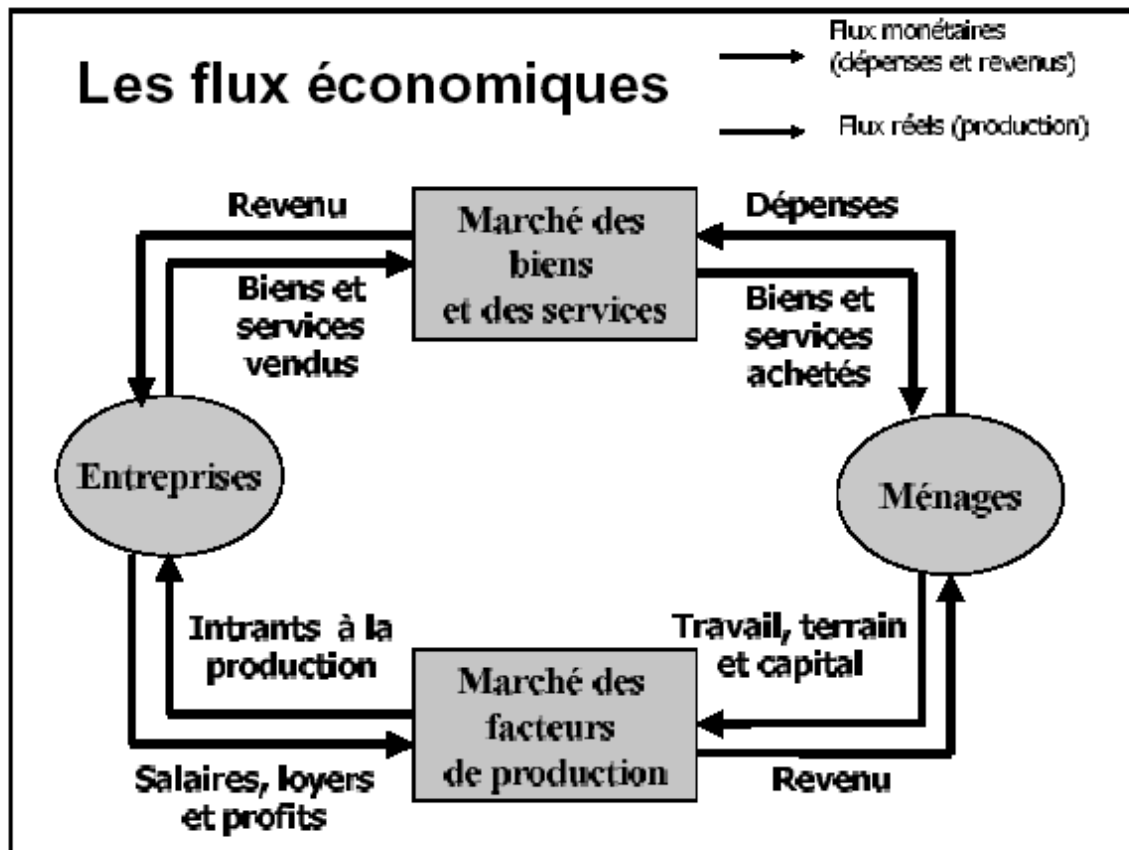 Les flux économiques
Flux monétaires
(dépenses et revenus)
Flux réels (production)
Revenu
Marché des
biens
et des services
Dépenses
Biens et
services
vendus
Biens et
services
achetés
Entreprises
Ménages
Intrants à la
production
Travail, terrain
et capital
Marché des
facteurs
de production
Salaires, loyers
et profits
Revenu